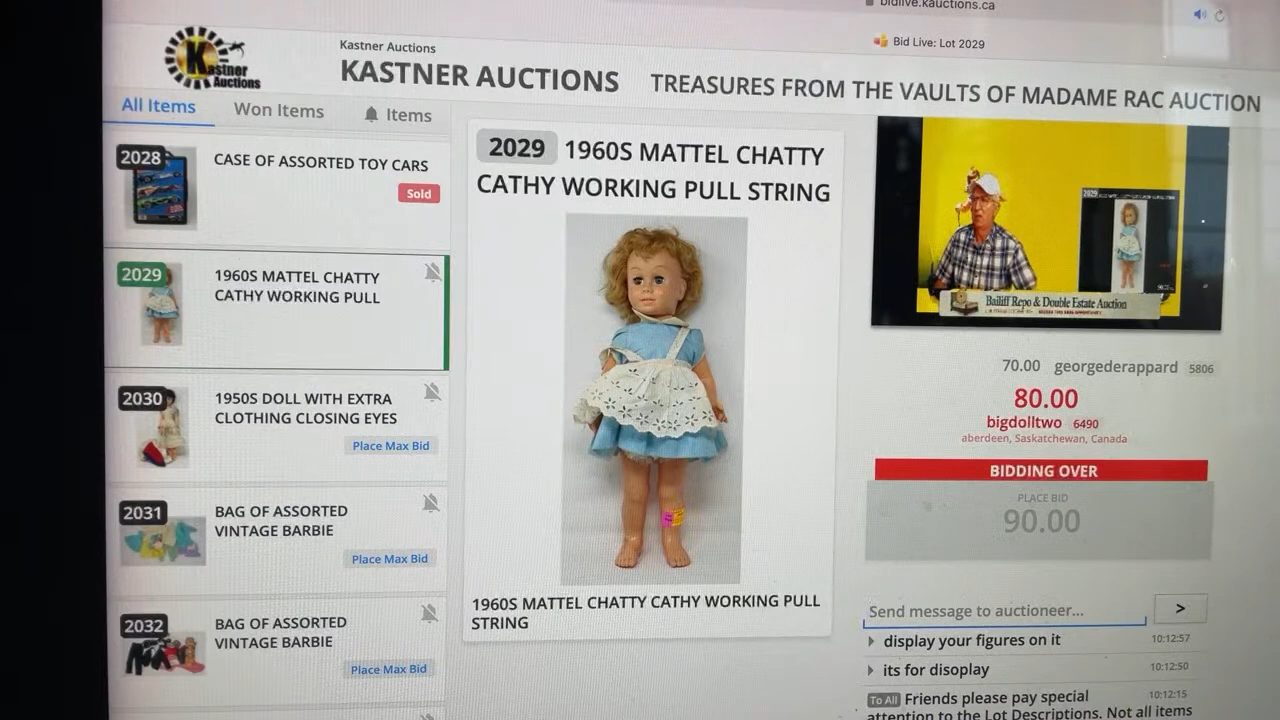 bidlive.kauctions.ca
Bid Live: Lot 2029
Kastner
Auctions
Kastner Auctions
KASTNER AUCTIONS TREASURES FROM THE VAULTS OF MADAME RAC AUCTION
All Items Won Items Items
2028 CASE OF ASSORTED TOY CARS
Sold
2029 1960S MATTEL CHATTY
CATHY WORKING PULL
2030 1950S DOLL WITH EXTRA
CLOTHING CLOSING EYES
Place Max Bid
2031 BAG OF ASSORTED
VINTAGE BARBIE
Place Max Bid
2032 BAG OF ASSORTED
VINTAGE BARBIE
Place Max Bid
2029 1960S MATTEL CHATTY
CATHY WORKING PULL STRING
1960S MATTEL CHATTY CATHY WORKING PULL
STRING
2029
Bailiff Repo & Double Estate Auction
70.00 georgederappard 5806
80.00
bigdolltwo 6490
aberdeen, Saskatchewan, Canada
BIDDING OVER
PLACE BID
90.00
Send message to auctioneer... >
display your figures on it 10:12:57
its for disoplay 10:12:50
To All Friends please pay special 10:12:15
attention to the Lot Descriptions. Not all items